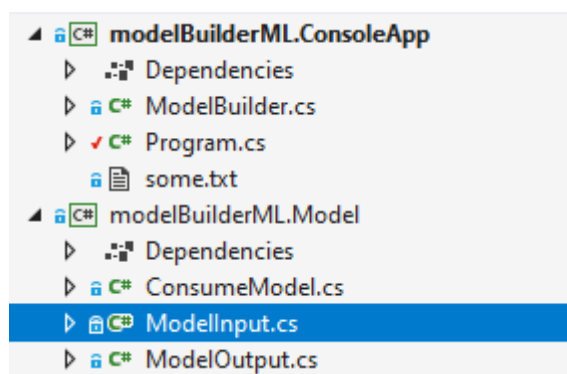 C# modelBuilderML.ConsoleApp
Dependencies
C# ModelBuilder.cs
C# Program.cs
some.txt
C# modelBuilderML.Model
Dependencies
C# ConsumeModel.cs
C# ModelInput.cs
C# ModelOutput.cs